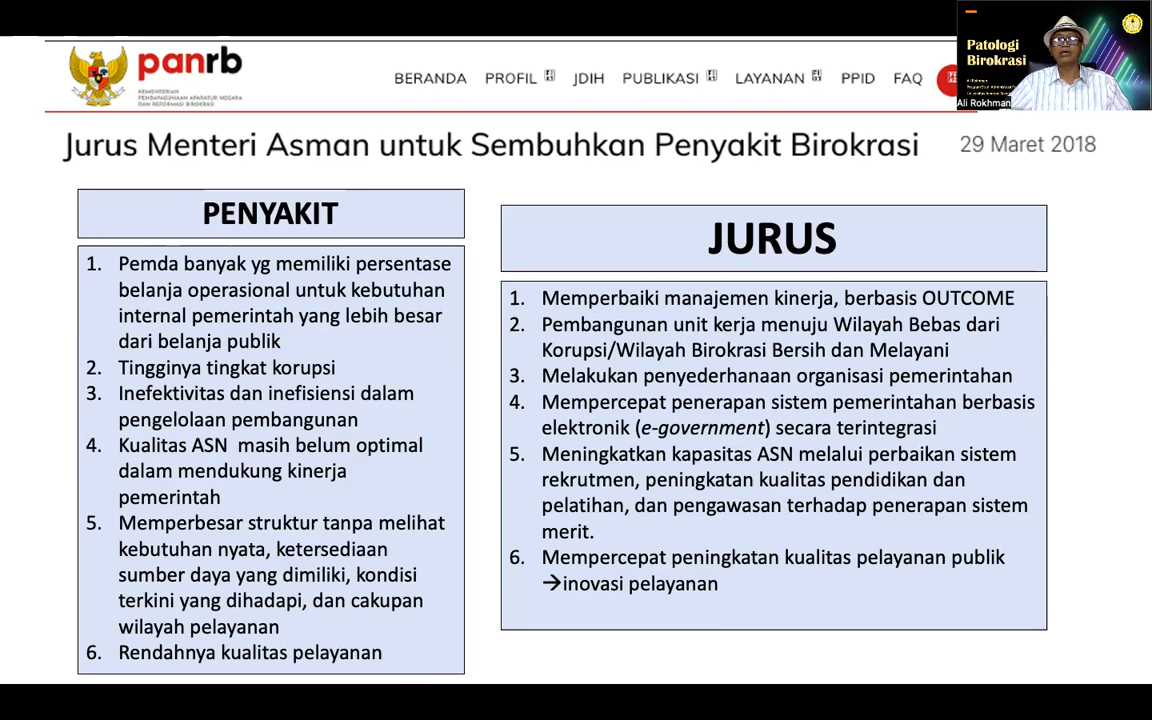 panrb
KEMENTERIAN
PENDAYAGUNAAN APARATUR NEGARA
DAN REFORMASI BIROKRASI
BERANDA PROFIL JDIH PUBLIKASI LAYANAN PPID FAQ
Patologi
Birokrasi
Ali Rokhman
Jurus Menteri Asman untuk Sembuhkan Penyakit Birokrasi
29 Maret 2018
PENYAKIT
1. Pemda banyak yg memiliki persentase
belanja operasional untuk kebutuhan
internal pemerintah yang lebih besar
dari belanja publik
2. Tingginya tingkat korupsi
3. Inefektivitas dan inefisiensi dalam
pengelolaan pembangunan
4. Kualitas ASN masih belum optimal
dalam mendukung kinerja
pemerintah
5. Memperbesar struktur tanpa melihat
kebutuhan nyata, ketersediaan
sumber daya yang dimiliki, kondisi
terkini yang dihadapi, dan cakupan
wilayah pelayanan
6. Rendahnya kualitas pelayanan
JURUS
1. Memperbaiki manajemen kinerja, berbasis OUTCOME
2. Pembangunan unit kerja menuju Wilayah Bebas dari
Korupsi/Wilayah Birokrasi Bersih dan Melayani
3. Melakukan penyederhanaan organisasi pemerintahan
4. Mempercepat penerapan sistem pemerintahan berbasis
elektronik (e-government) secara terintegrasi
5. Meningkatkan kapasitas ASN melalui perbaikan sistem
rekrutmen, peningkatan kualitas pendidikan dan
pelatihan, dan pengawasan terhadap penerapan sistem
merit.
6. Mempercepat peningkatan kualitas pelayanan publik
→inovasi pelayanan